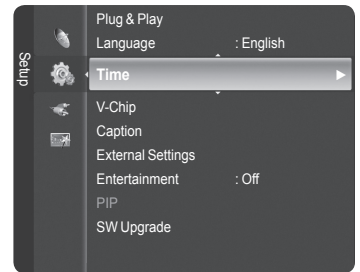 Setup
Plug & Play
Language : English
Time
V-Chip
Caption
External Settings
Entertainment : Off
PIP
SW Upgrade